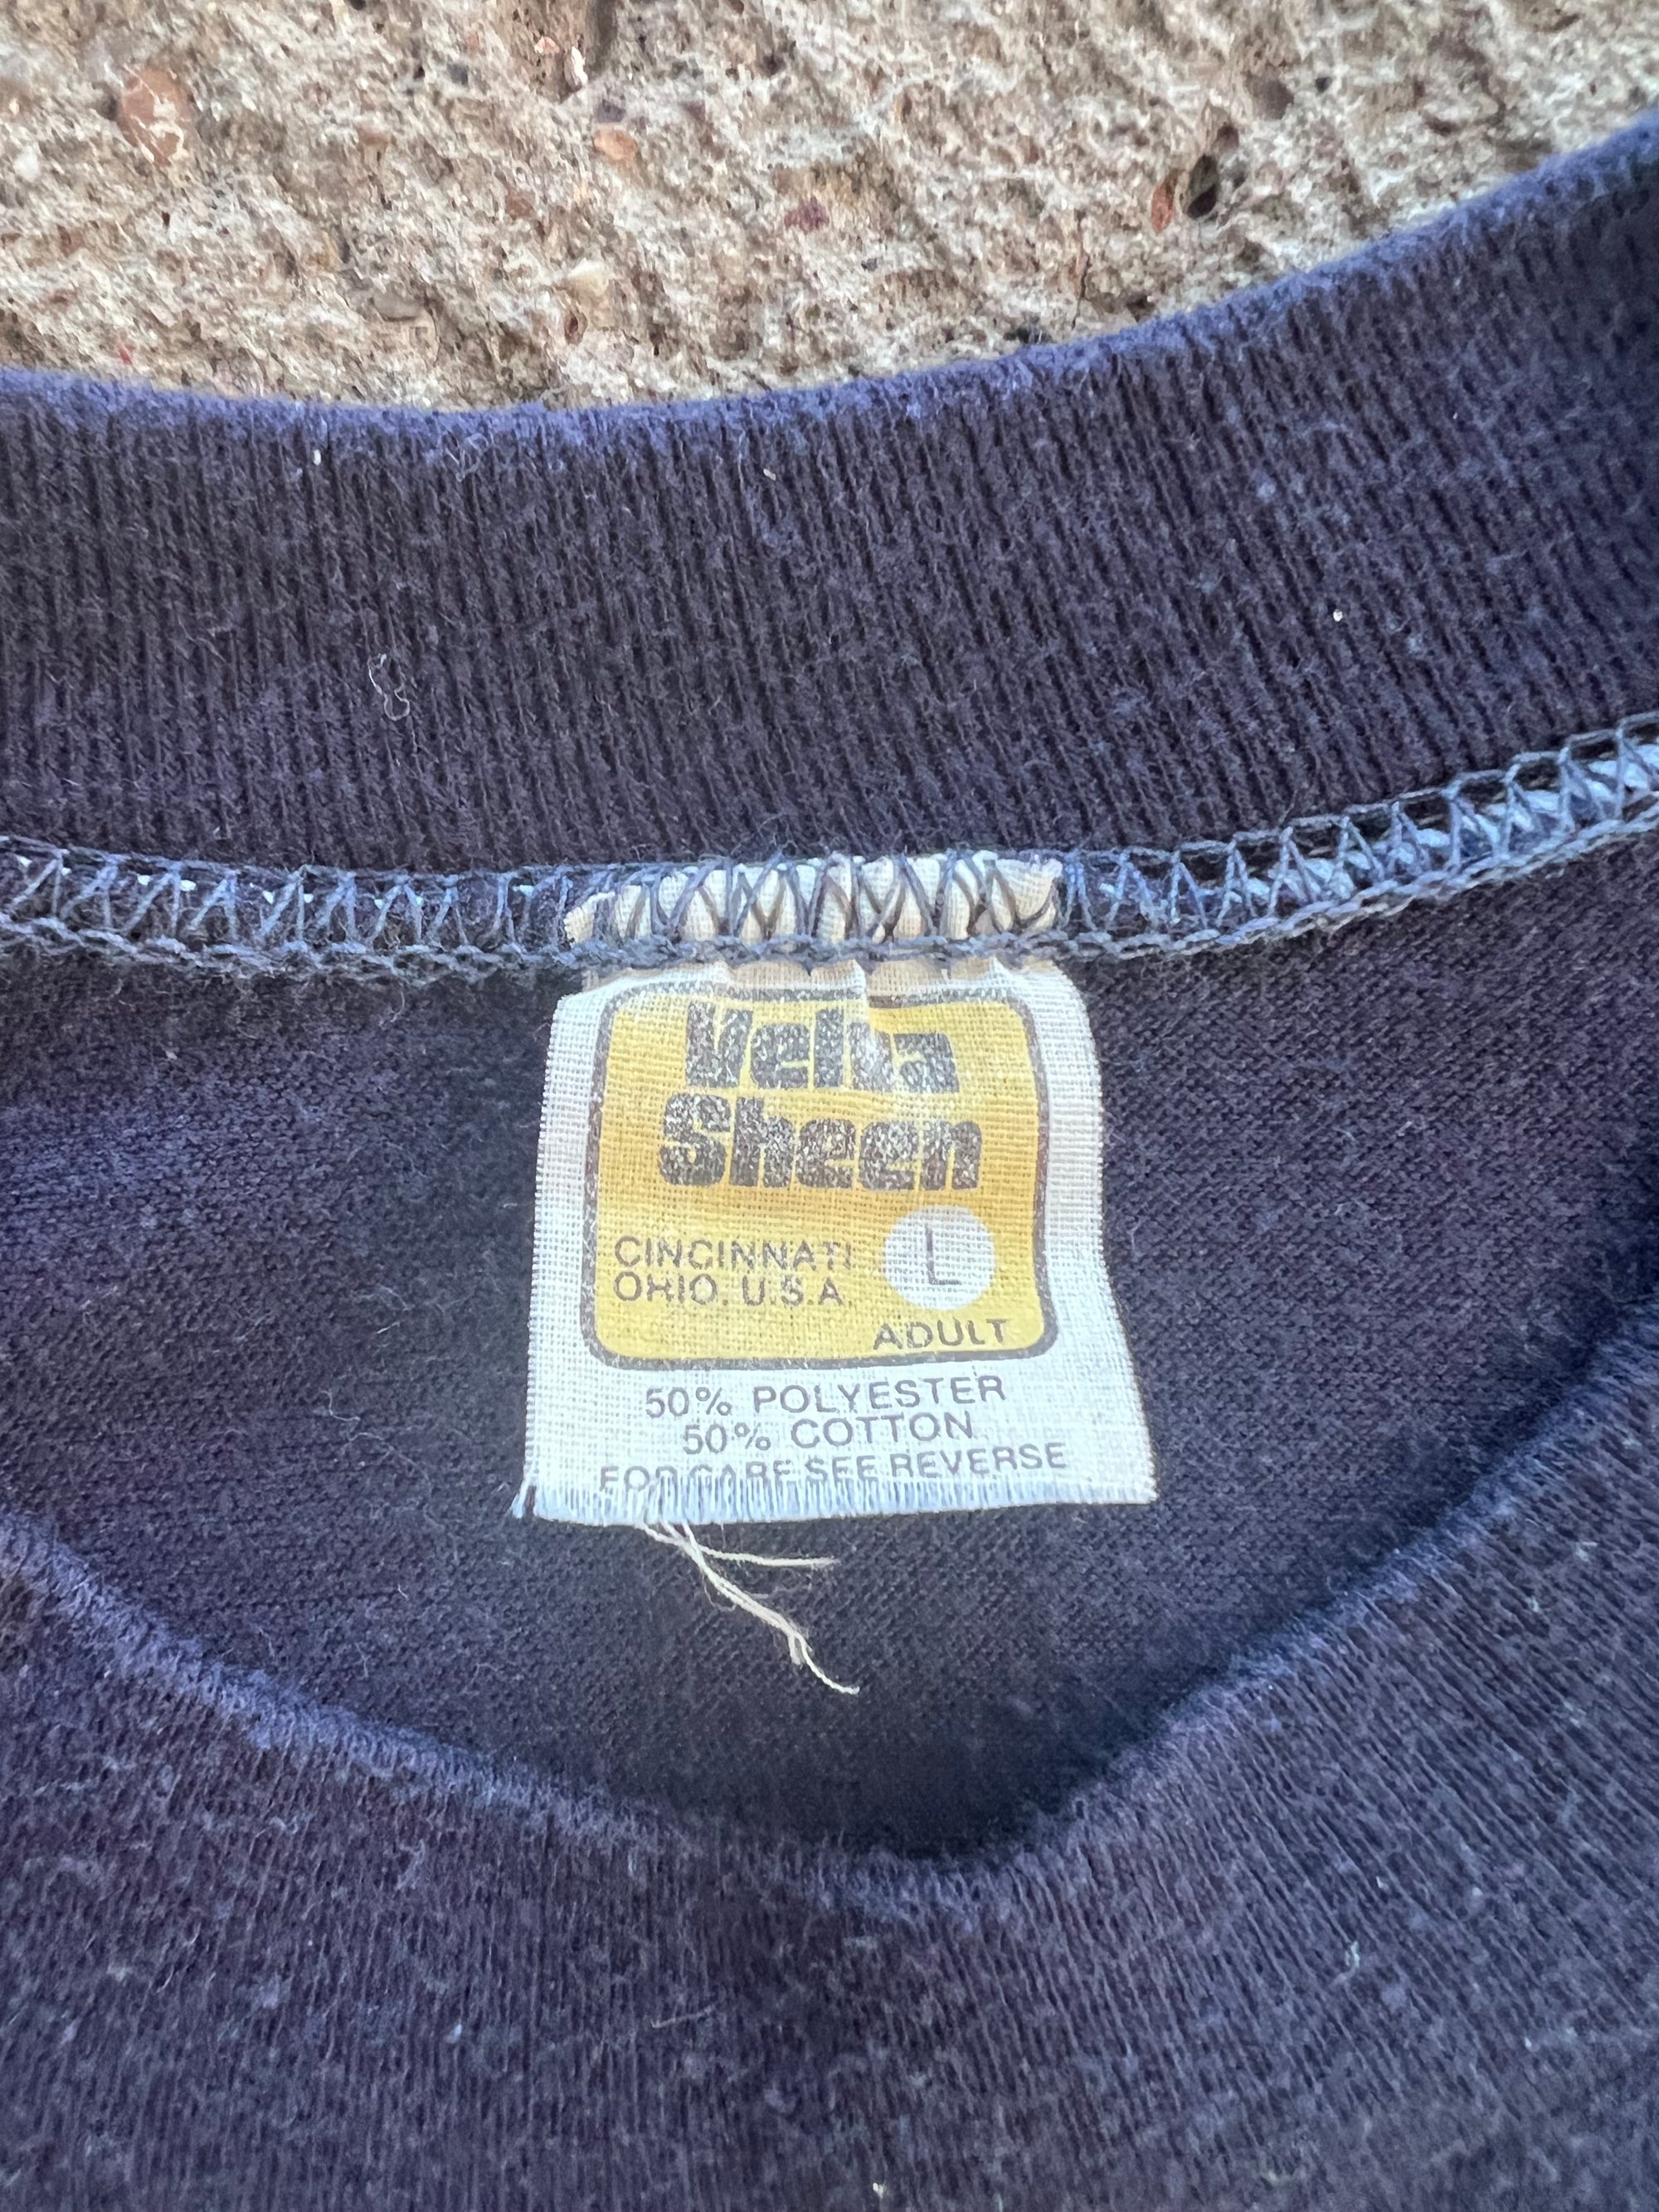 Velva
Sheen
CINCINNATI
OHIO, U.S.A.
L
ADULT
50% POLYESTER
50% COTTON
FOR CARE SEE REVERSE